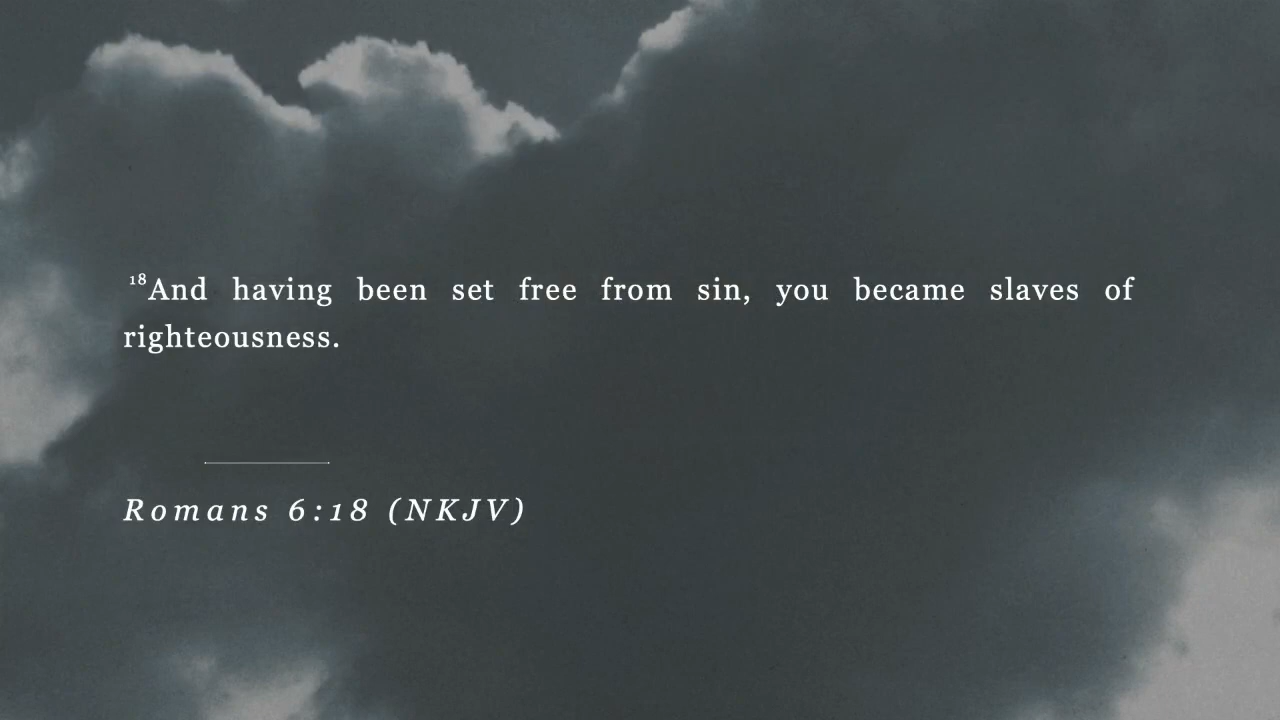 ¹⁸And having been set free from sin, you became slaves of
righteousness.
Romans 6:18 (NKJV)